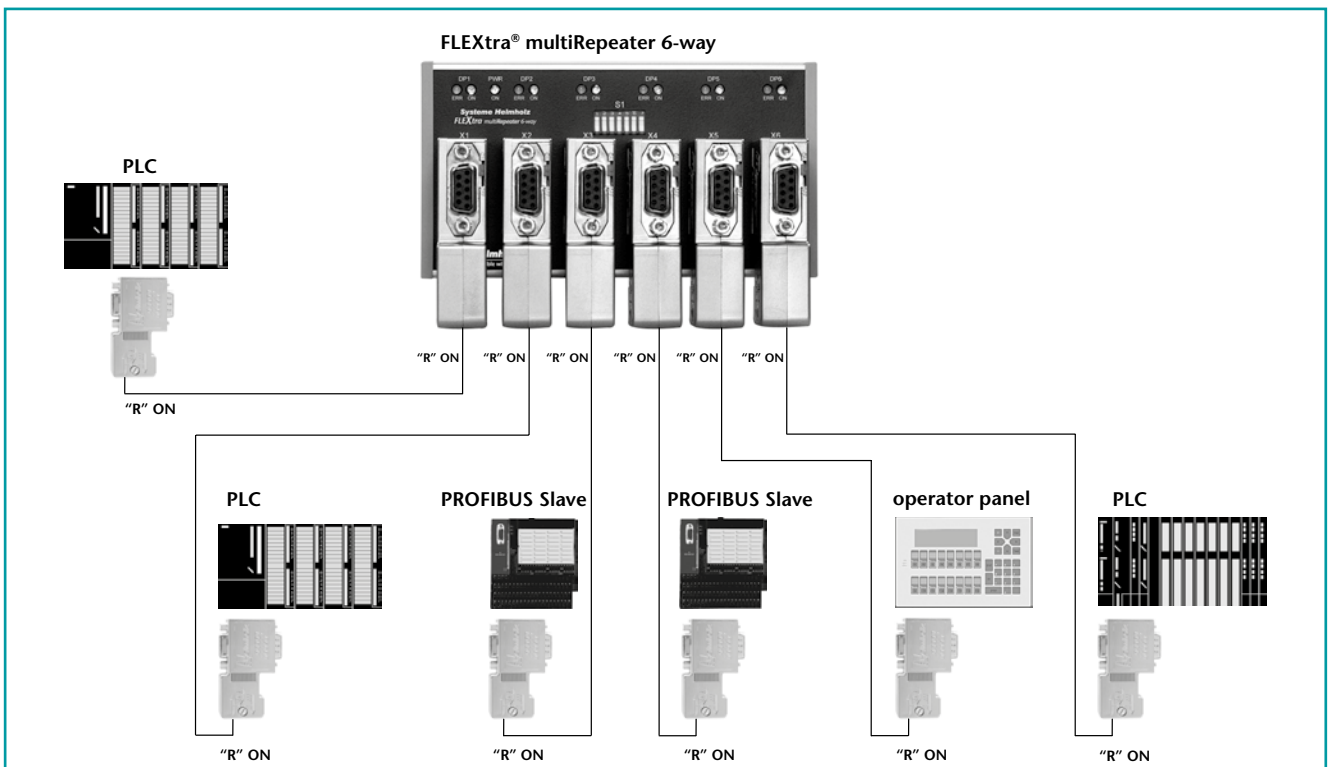 FLEXtra® multiRepeater 6-way
DP1 PWR DP2 DP3 DP4 DP5 DP6
ERR ON ON ERR ON ERR ON ERR ON ERR ON ERR ON
S1
Systeme Helmholz
FLEXtra multiRepeater 6-way
X1 X2 X3 X4 X5 X6
PLC
"R" ON "R" ON "R" ON "R" ON "R" ON "R" ON
"R" ON
PLC PROFIBUS Slave PROFIBUS Slave operator panel PLC
"R" ON "R" ON "R" ON "R" ON "R" ON